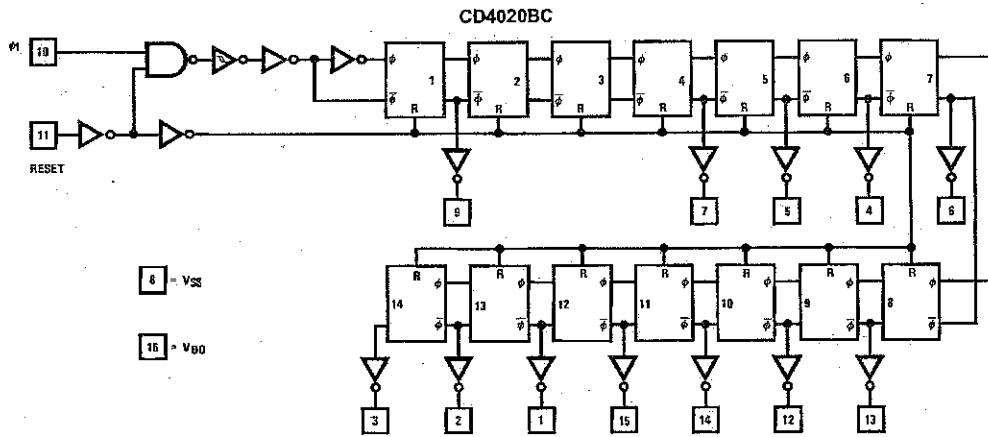 CD4020BC
φ1 10
φ φ φ φ φ φ φ
1 2 3 4 5 6 7
φ̅ φ̅ φ̅ φ̅ φ̅ φ̅ φ̅
R R R R R R R
11
RESET
9 7 5 4 6
R R R R R R R
φ φ φ φ φ φ φ
14 13 12 11 10 9 8
φ̅ φ̅ φ̅ φ̅ φ̅ φ̅ φ̅
8 = VSS
16 = VDD
3 2 1 15 14 12 13